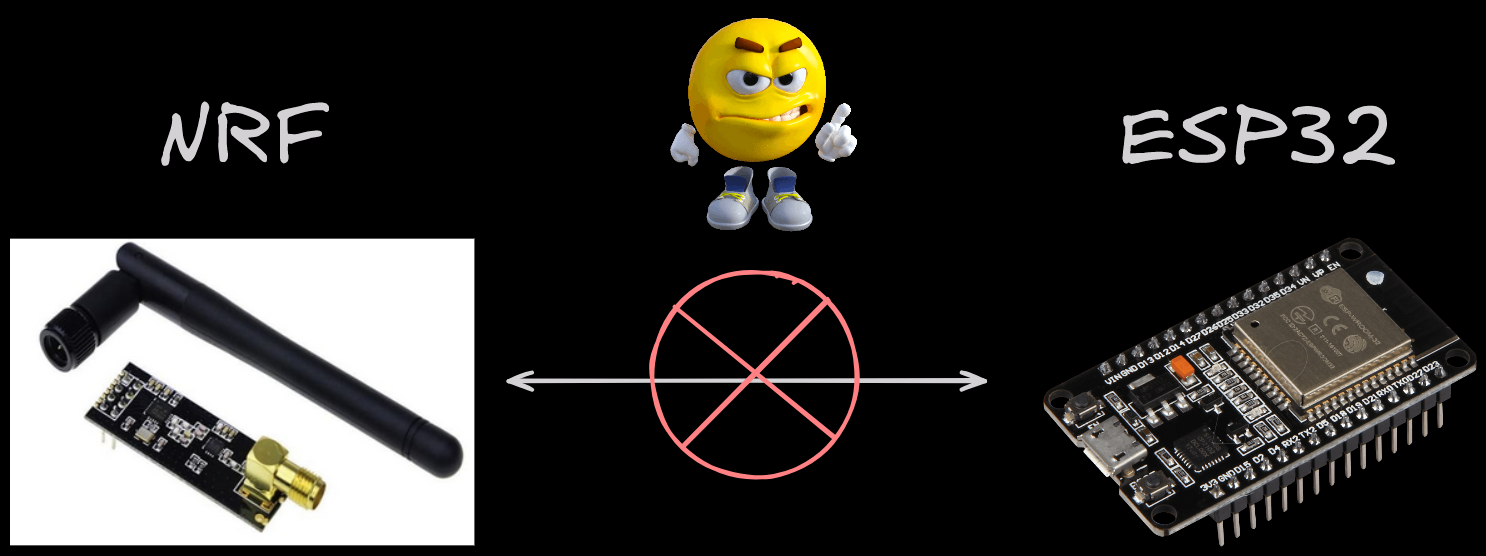 NRF
ESP32
VIN GND D13 D12 D14 D27 D26 D25 D33 D32 D35 D34 VN VP EN
3V3 GND D15 D2 D4 RX2 TX2 D5 D18 D19 D21 RX0 TX0 D22 D23
CE